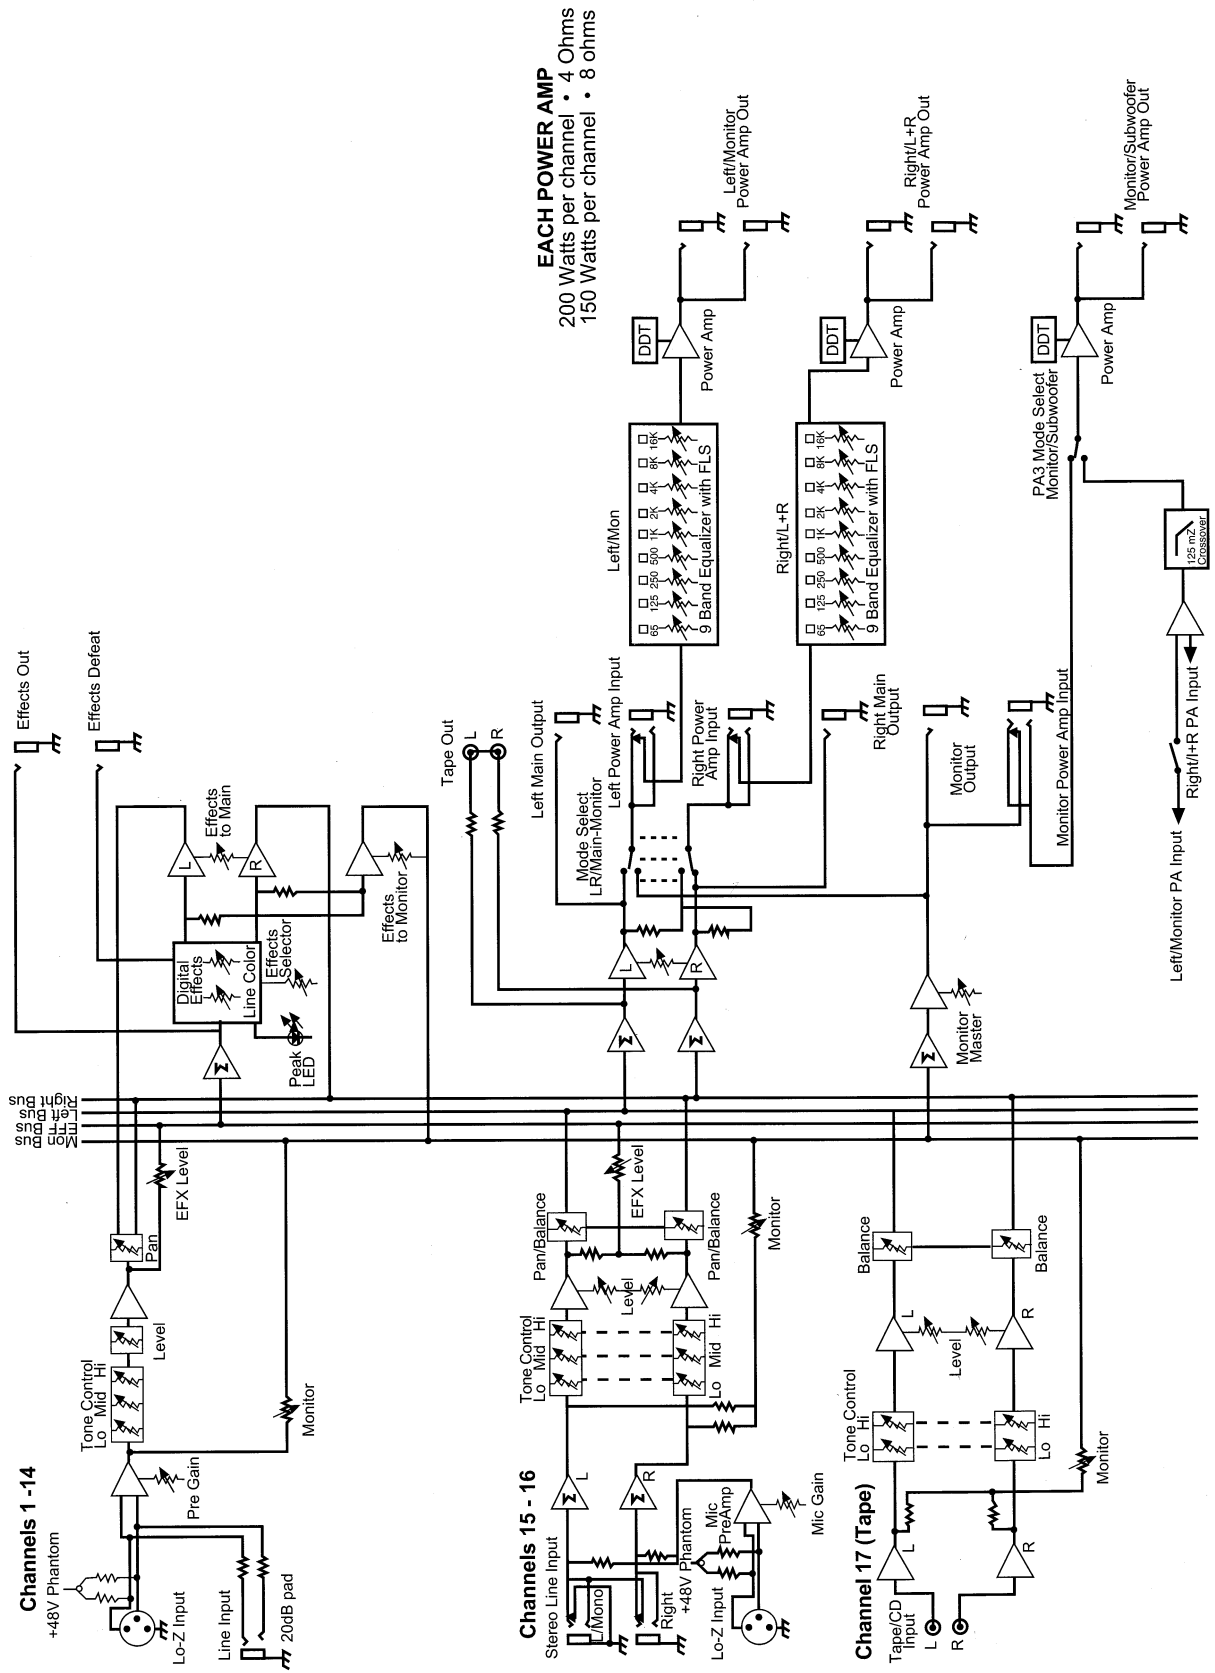 Channels 1 -14
+48V Phantom
Lo-Z Input
Line Input
20dB pad
Pre Gain
Tone Control
Lo Mid Hi
Level
Pan
EFX Level
Monitor
Mon Bus
EFF Bus
Left Bus
Right Bus
Σ
Peak
LED
Digital
Effects
Line Color
Effects
Selector
L
R
Effects
to Main
Effects
to Monitor
Effects Out
Effects Defeat
Channels 15 - 16
Stereo Line Input
L/Mono
Right
+48V Phantom
Lo-Z Input
Mic
PreAmp
Mic Gain
Σ
L
Σ
R
Tone Control
Lo Mid Hi
Lo Mid Hi
Level
Pan/Balance
Pan/Balance
EFX Level
Monitor
Σ
Σ
L
R
Tape Out
L
R
Left Main Output
Mode Select
LR/Main-Monitor
Left Power Amp Input
Right Power
Amp Input
Right Main
Output
Left/Mon
65 125 250 500 1K 2K 4K 8K 16K
9 Band Equalizer with FLS
Right/L+R
65 125 250 500 1K 2K 4K 8K 16K
9 Band Equalizer with FLS
DDT
Power Amp
DDT
Power Amp
EACH POWER AMP
200 Watts per channel • 4 Ohms
150 Watts per channel • 8 ohms
Left/Monitor
Power Amp Out
Right/L+R
Power Amp Out
Channel 17 (Tape)
Tape/CD
Input
L
R
L
R
Tone Control
Lo Hi
Lo Hi
L
R
Level
Balance
Balance
Monitor
Σ
Monitor
Master
Monitor
Output
Monitor Power Amp Input
Left/Monitor PA Input
Right/l+R PA Input
125 mZ
Crossover
PA3 Mode Select
Monitor/Subwoofer
DDT
Power Amp
Monitor/Subwoofer
Power Amp Out